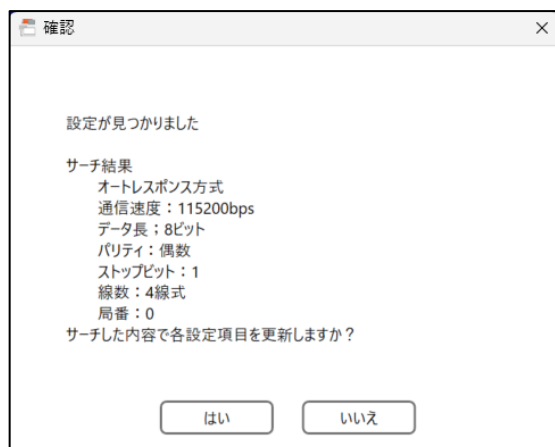 確認
設定が見つかりました
サーチ結果
オートレスポンス方式
通信速度：115200bps
データ長；8ビット
パリティ：偶数
ストップビット：1
線数：4線式
局番：0
サーチした内容で各設定項目を更新しますか？
はい
いいえ